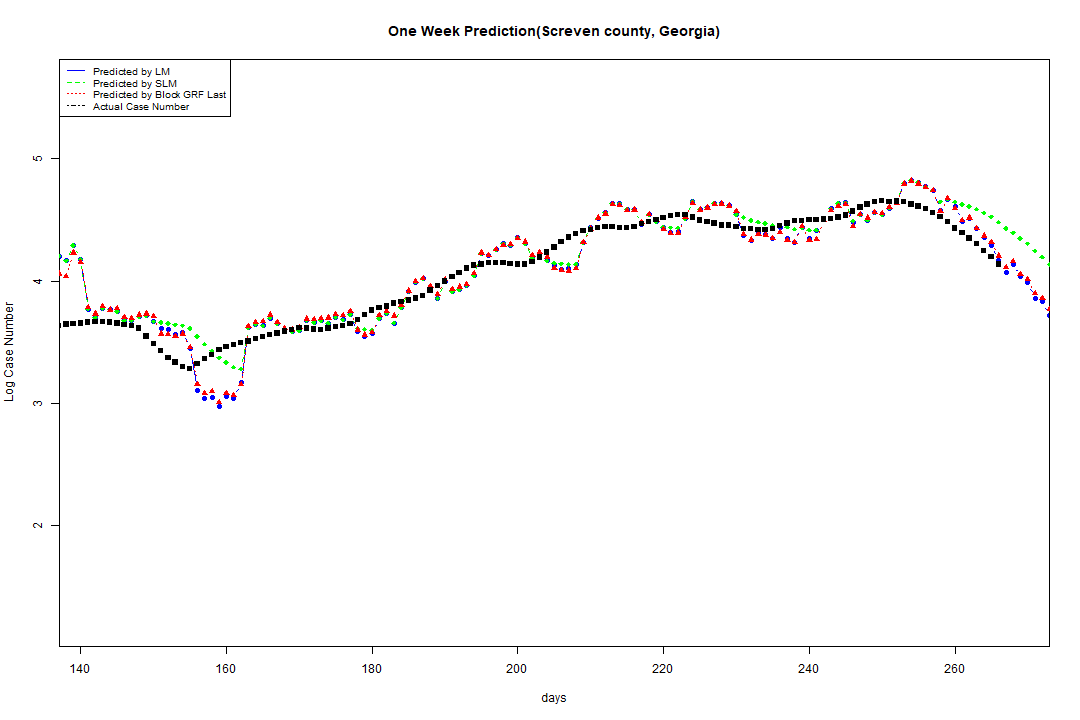 One Week Prediction(Screven county, Georgia)
Predicted by LM
Predicted by SLM
Predicted by Block GRF Last
Actual Case Number
5
4
3
2
Log Case Number
140 160 180 200 220 240 260
days